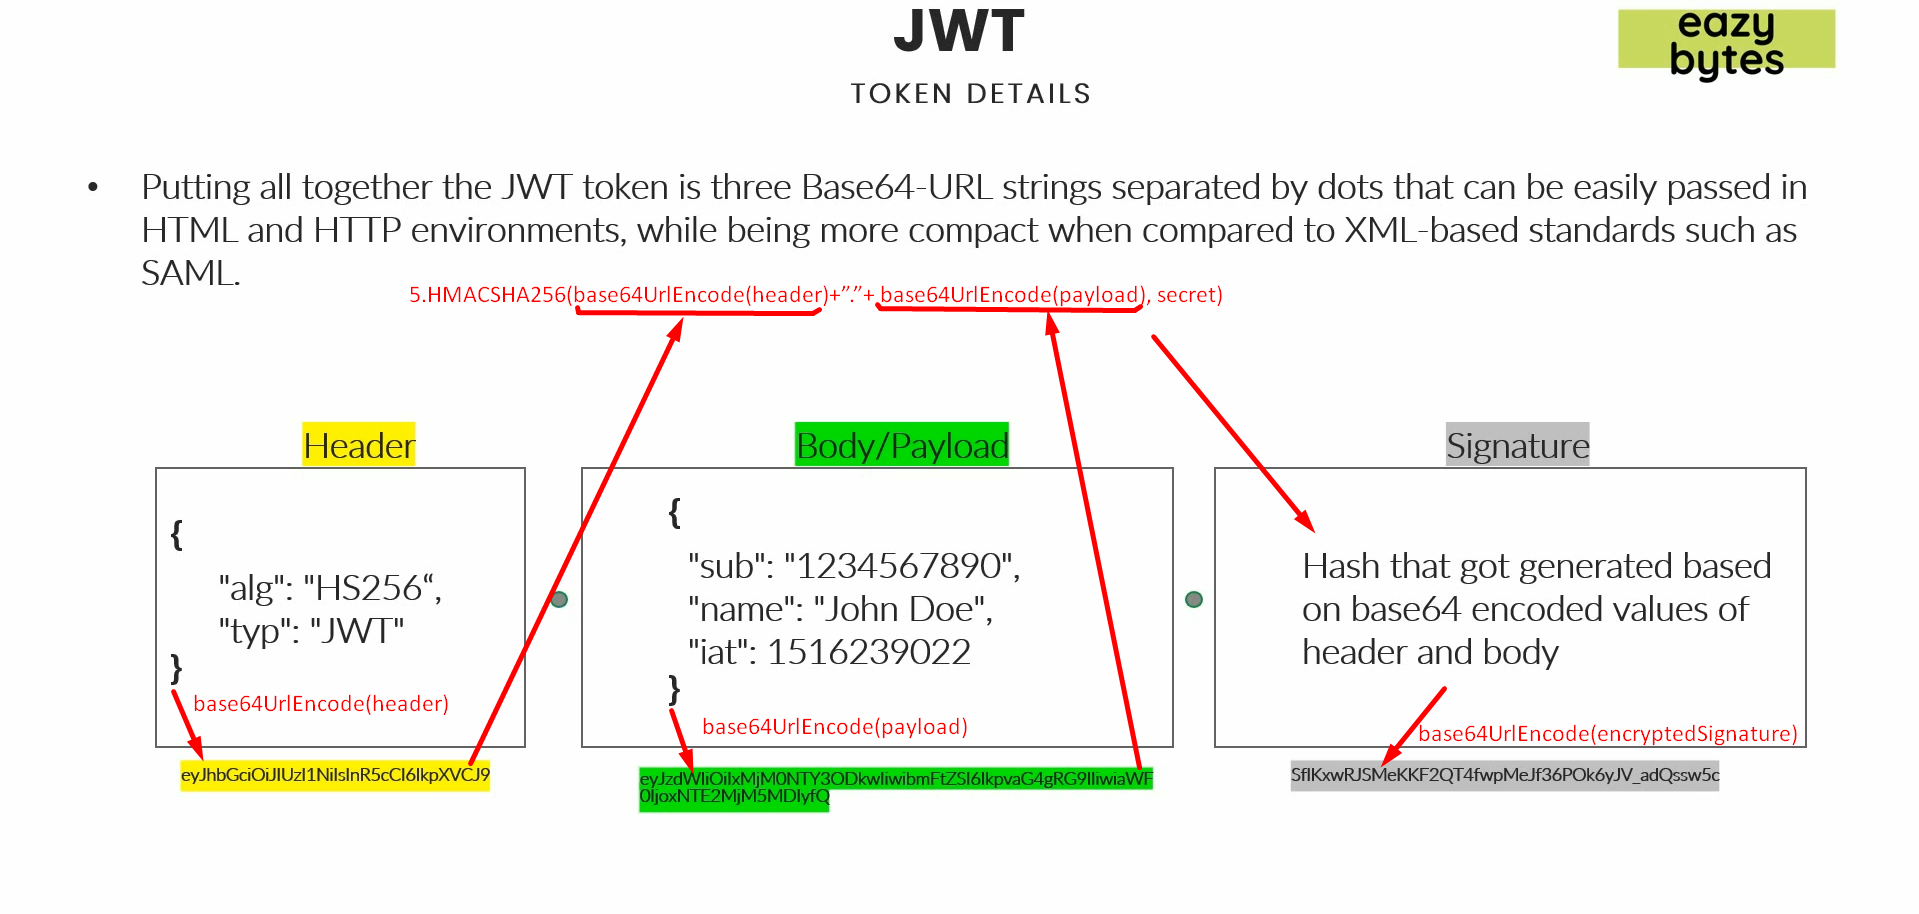 JWT
TOKEN DETAILS
eazy
bytes
• Putting all together the JWT token is three Base64-URL strings separated by dots that can be easily passed in
HTML and HTTP environments, while being more compact when compared to XML-based standards such as
SAML.
5.HMACSHA256(base64UrlEncode(header)+”.”+ base64UrlEncode(payload), secret)
Header
{
"alg": "HS256“,
"typ": "JWT"
}
base64UrlEncode(header)
eyJhbGciOiJIUzI1NiIsInR5cCI6IkpXVCJ9
Body/Payload
{
"sub": "1234567890",
"name": "John Doe",
"iat": 1516239022
}
base64UrlEncode(payload)
eyJzdWIiOiIxMjM0NTY3ODkwIiwibmFtZSI6IkpvaG4gRG9lIiwiaWF
0IjoxNTE2MjM5MDIyfQ
Signature
Hash that got generated based
on base64 encoded values of
header and body
base64UrlEncode(encryptedSignature)
SflKxwRJSMeKKF2QT4fwpMeJf36POk6yJV_adQssw5c